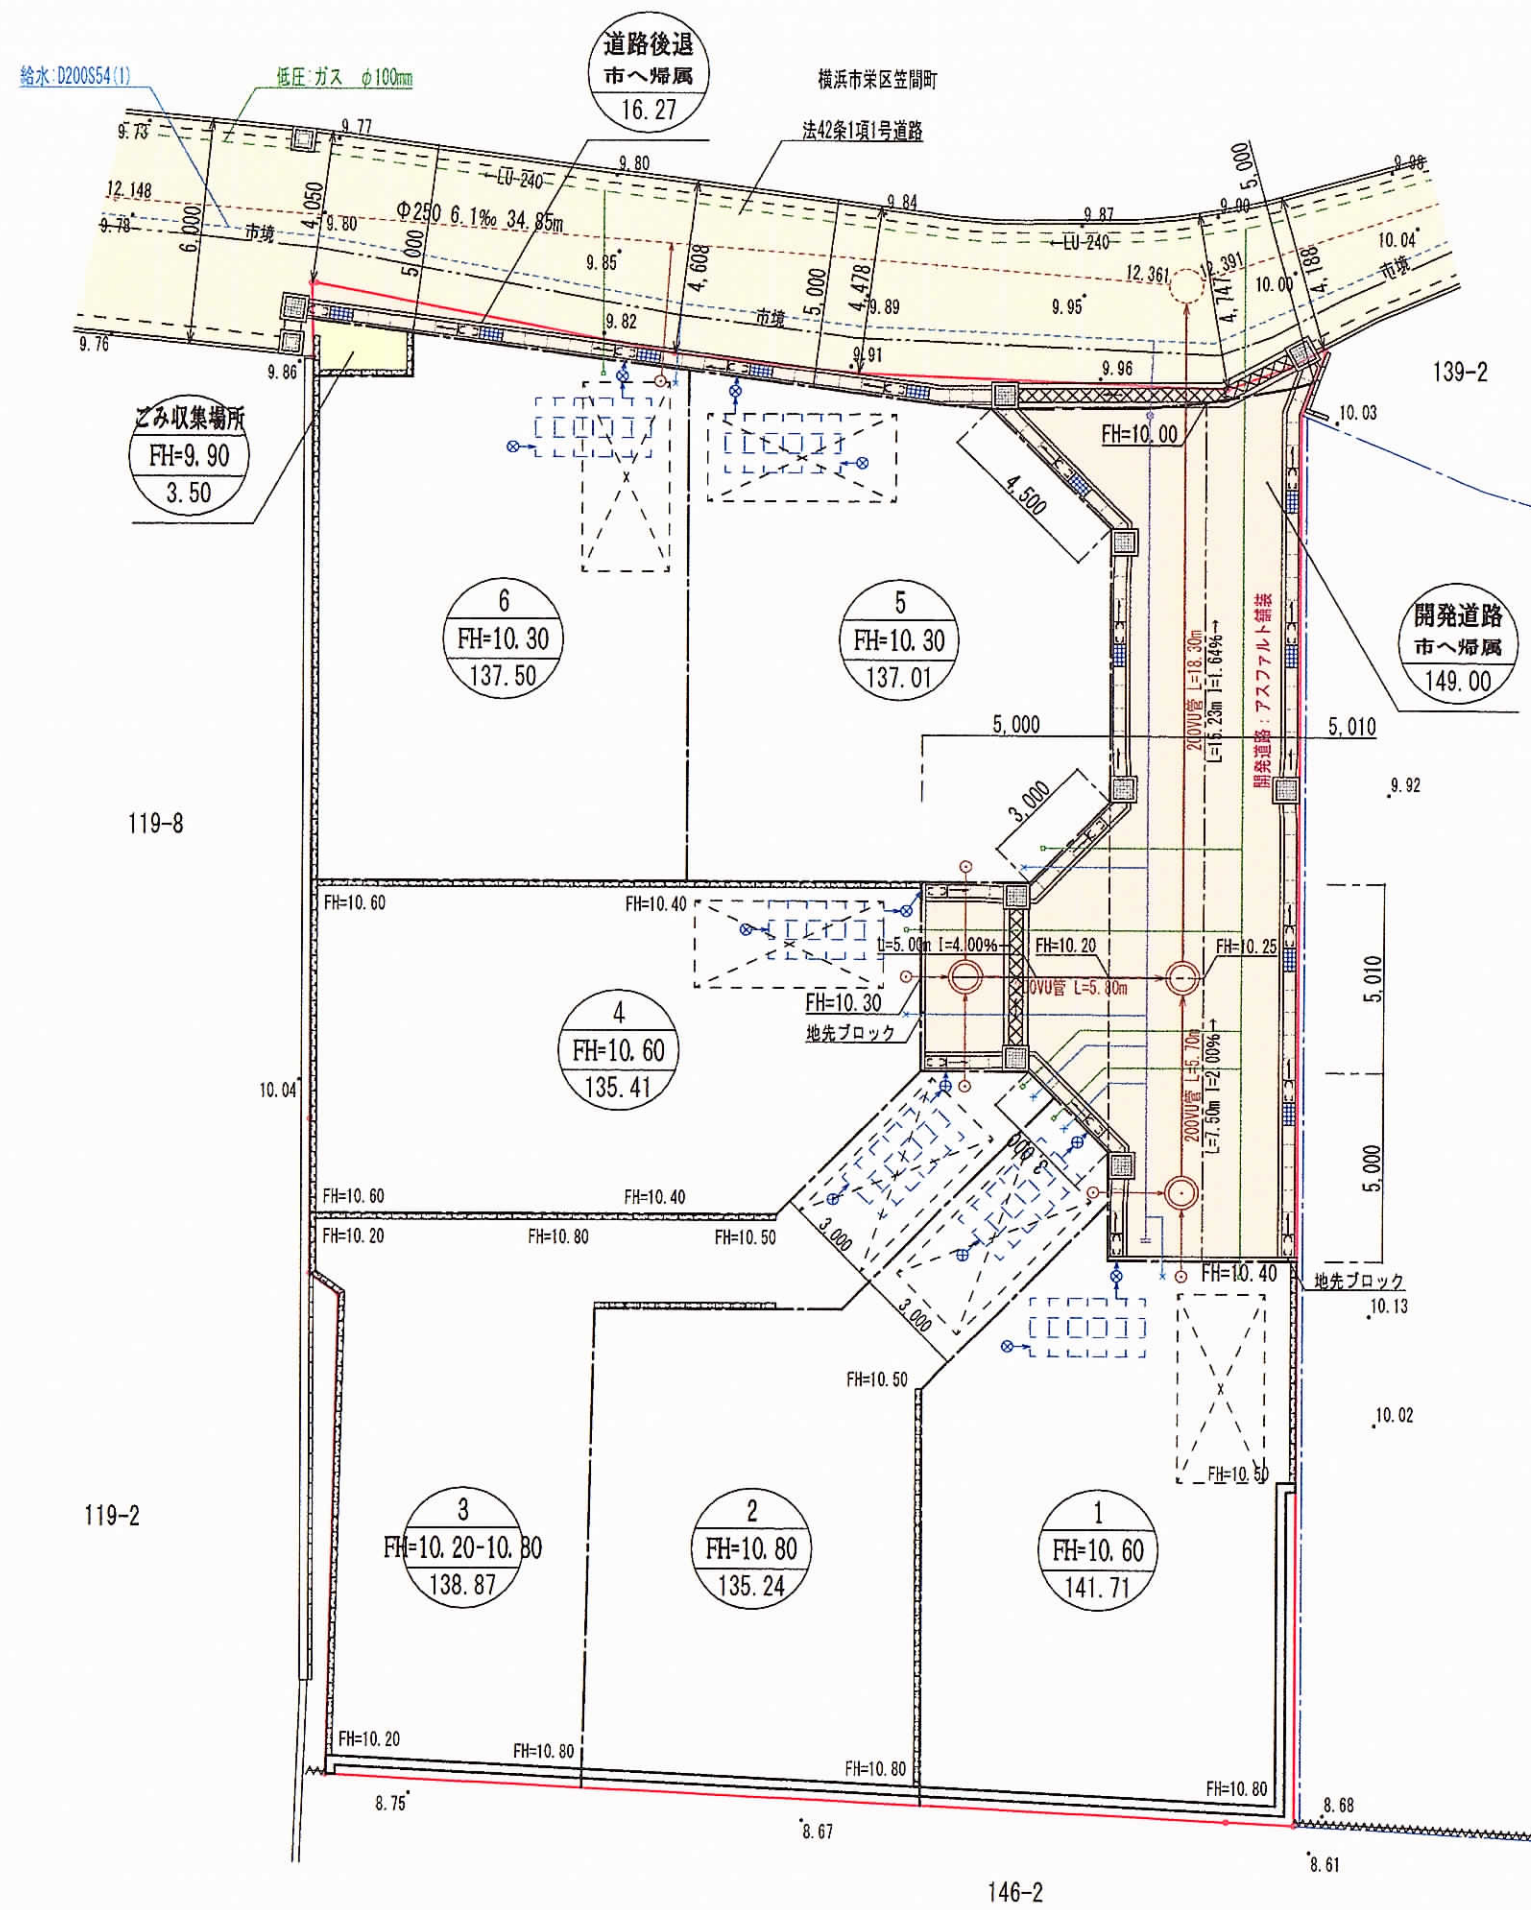 道路後退
市へ帰属
16.27
給水:D200S54(1)
低圧:ガス φ100mm
横浜市栄区笠間町
法42条1項1号道路
9.73
9.77
9.80
9.84
9.87
9.00
5,000
9.98
←LU-240
←LU-240
12.148
9.78
6,000
4,050
9.80
市境
Φ250 6.1‰ 34.85m
5,000
9.85
4,608
5,000
4,478
9.89
市境
9.95
12.361
12.391
4,747
10.00
4,188
10.04
市境
9.76
9.86
9.82
9.91
9.96
139-2
10.03
FH=10.00
ごみ収集場所
FH=9.90
3.50
4,500
6
FH=10.30
137.50
5
FH=10.30
137.01
開発道路
市へ帰属
149.00
200VU管 L=18.30m
L=15.23m I=1.64%→
開発道路：アスファルト舗装
5,000
5,010
9.92
3,000
119-8
FH=10.60
FH=10.40
L=5.00m I=4.00%
FH=10.20
FH=10.25
0VU管 L=5.80m
FH=10.30
地先ブロック
5,010
4
FH=10.60
135.41
10.04
200VU管 L=5.70m
L=7.50m I=2.00%→
3,000
5,000
FH=10.60
FH=10.40
FH=10.20
FH=10.80
FH=10.50
3,000
3,000
FH=10.40
地先ブロック
10.13
FH=10.50
10.02
FH=10.50
119-2
3
FH=10.20-10.80
138.87
2
FH=10.80
135.24
1
FH=10.60
141.71
FH=10.20
FH=10.80
FH=10.80
FH=10.80
8.75
8.67
8.68
8.61
146-2